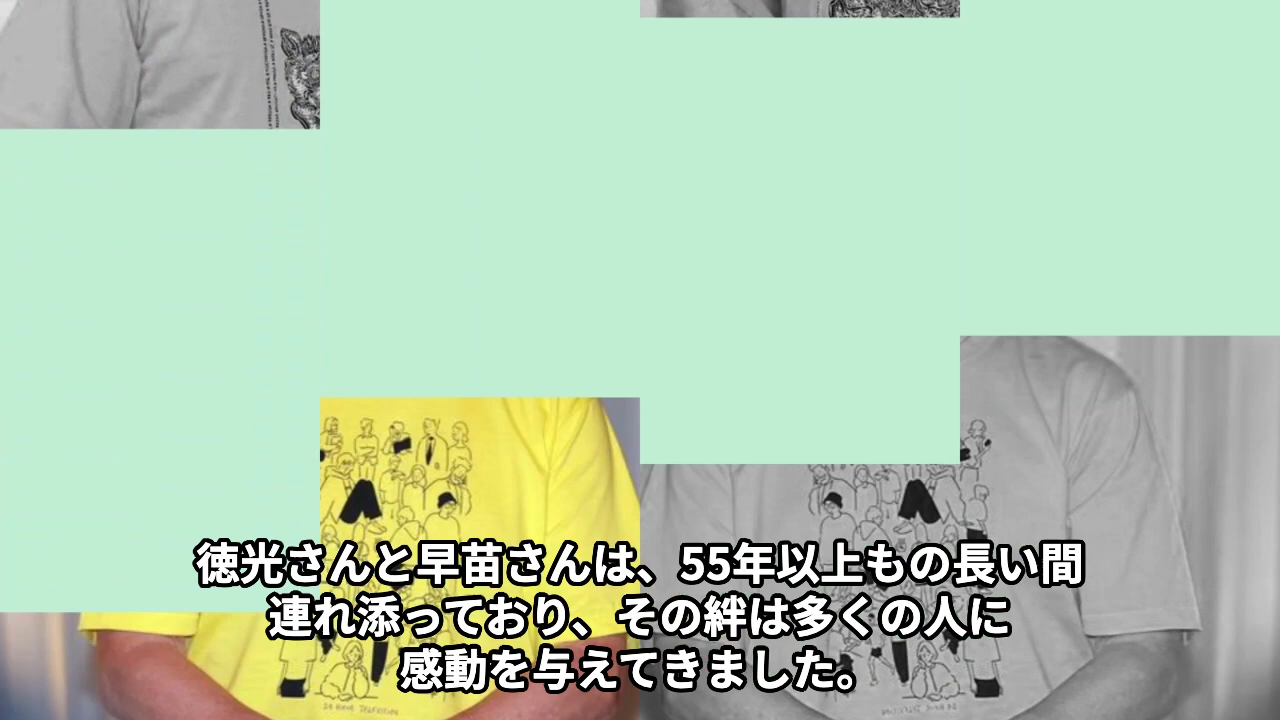 徳光さんと早苗さんは、55年以上もの長い間
連れ添っており、その絆は多くの人に
感動を与えてきました。